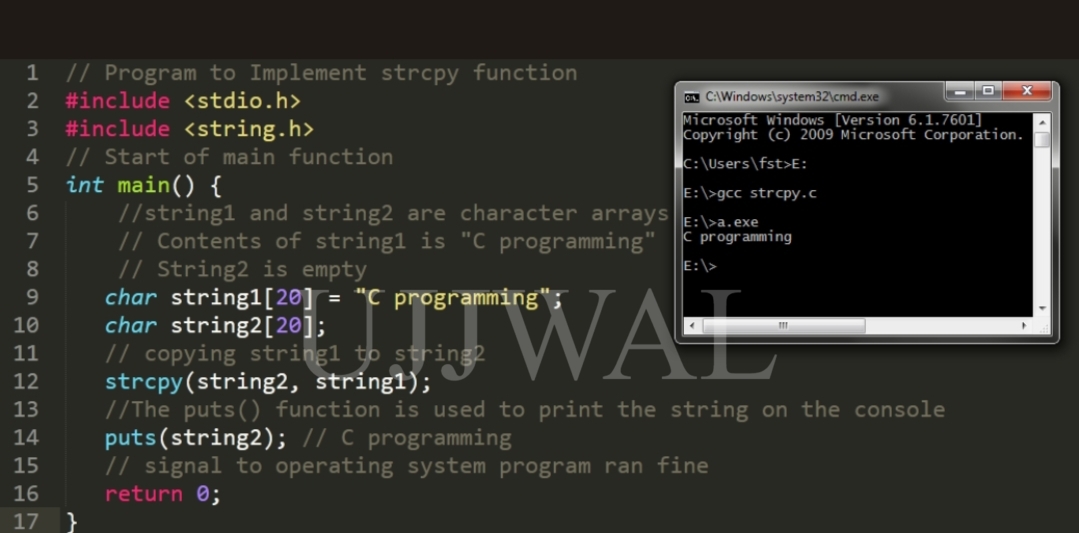 1 // Program to Implement strcpy function
2 #include <stdio.h>
3 #include <string.h>
4 // Start of main function
5 int main() {
6 //string1 and string2 are character arrays
7 // Contents of string1 is "C programming"
8 // String2 is empty
9 char string1[20] = "C programming";
10 char string2[20];
11 // copying string1 to string2
12 strcpy(string2, string1);
13 //The puts() function is used to print the string on the console
14 puts(string2); // C programming
15 // signal to operating system program ran fine
16 return 0;
17 }
C:\Windows\system32\cmd.exe
Microsoft Windows [Version 6.1.7601]
Copyright (c) 2009 Microsoft Corporation.
C:\Users\fst>E:
E:\>gcc strcpy.c
E:\>a.exe
C programming
E:\>
UJJWAL